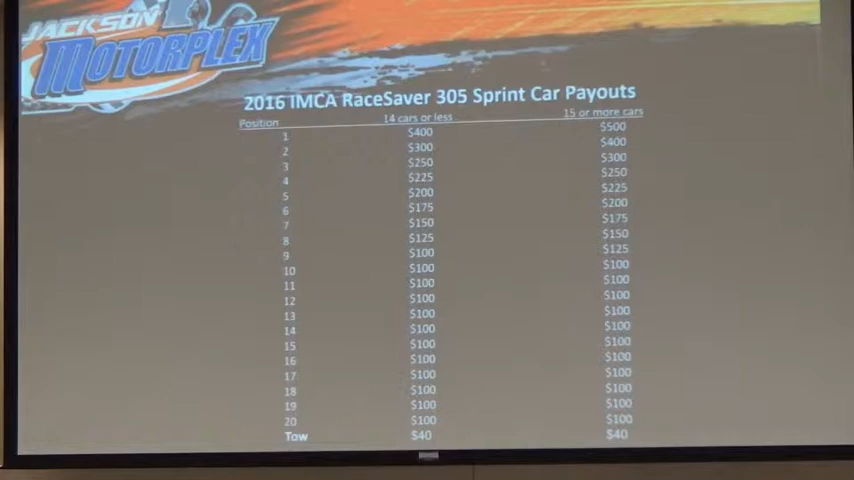 JACKSON
MOTORPLEX
2016 IMCA RaceSaver 305 Sprint Car Payouts
Position 14 cars or less 15 or more cars
1 $400 $500
2 $300 $400
3 $250 $300
4 $225 $250
5 $200 $225
6 $175 $200
7 $150 $175
8 $125 $150
9 $100 $125
10 $100 $100
11 $100 $100
12 $100 $100
13 $100 $100
14 $100 $100
15 $100 $100
16 $100 $100
17 $100 $100
18 $100 $100
19 $100 $100
20 $100 $100
Tow $40 $40